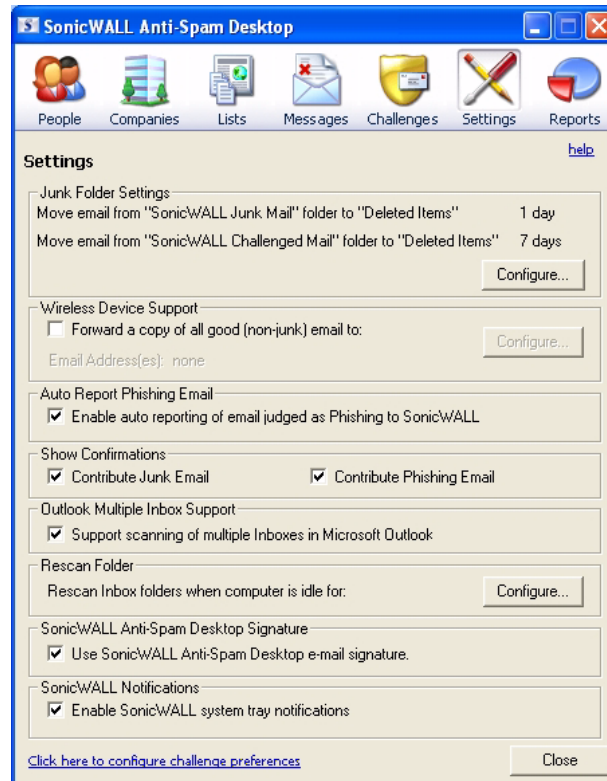 SonicWALL Anti-Spam Desktop
People Companies Lists Messages Challenges Settings Reports
help
Settings
Junk Folder Settings
Move email from "SonicWALL Junk Mail" folder to "Deleted Items" 1 day
Move email from "SonicWALL Challenged Mail" folder to "Deleted Items" 7 days
Configure...
Wireless Device Support
Forward a copy of all good (non-junk) email to:
Configure...
Email Address(es): none
Auto Report Phishing Email
Enable auto reporting of email judged as Phishing to SonicWALL
Show Confirmations
Contribute Junk Email Contribute Phishing Email
Outlook Multiple Inbox Support
Support scanning of multiple Inboxes in Microsoft Outlook
Rescan Folder
Rescan Inbox folders when computer is idle for: Configure...
SonicWALL Anti-Spam Desktop Signature
Use SonicWALL Anti-Spam Desktop e-mail signature.
SonicWALL Notifications
Enable SonicWALL system tray notifications
Click here to configure challenge preferences Close